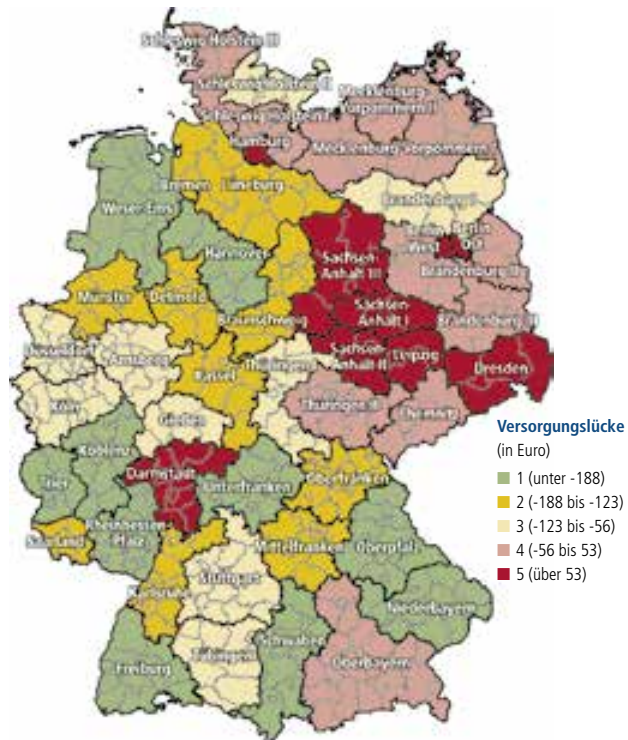 Schleswig-Holstein III
Schleswig-Holstein II
Schleswig-Holstein I
Mecklenburg-
Vorpommern II
Mecklenburg-Vorpommern
Hamburg
Bremen
Lüneburg
Weser-Ems
Hannover
Brandenburg I
Berlin
West
Berlin
Ost
Sachsen-
Anhalt III
Brandenburg II
Münster
Detmold
Braunschweig
Sachsen-
Anhalt I
Brandenburg III
Düsseldorf
Arnsberg
Kassel
Thüringen I
Sachsen-
Anhalt II
Leipzig
Dresden
Köln
Gießen
Thüringen II
Chemnitz
Koblenz
Trier
Darmstadt
Unterfranken
Oberfranken
Rheinhessen-
Pfalz
Saarland
Mittelfranken
Oberpfalz
Karlsruhe
Stuttgart
Niederbayern
Schwaben
Tübingen
Freiburg
Oberbayern
Versorgungslücke
(in Euro)
1 (unter -188)
2 (-188 bis -123)
3 (-123 bis -56)
4 (-56 bis 53)
5 (über 53)